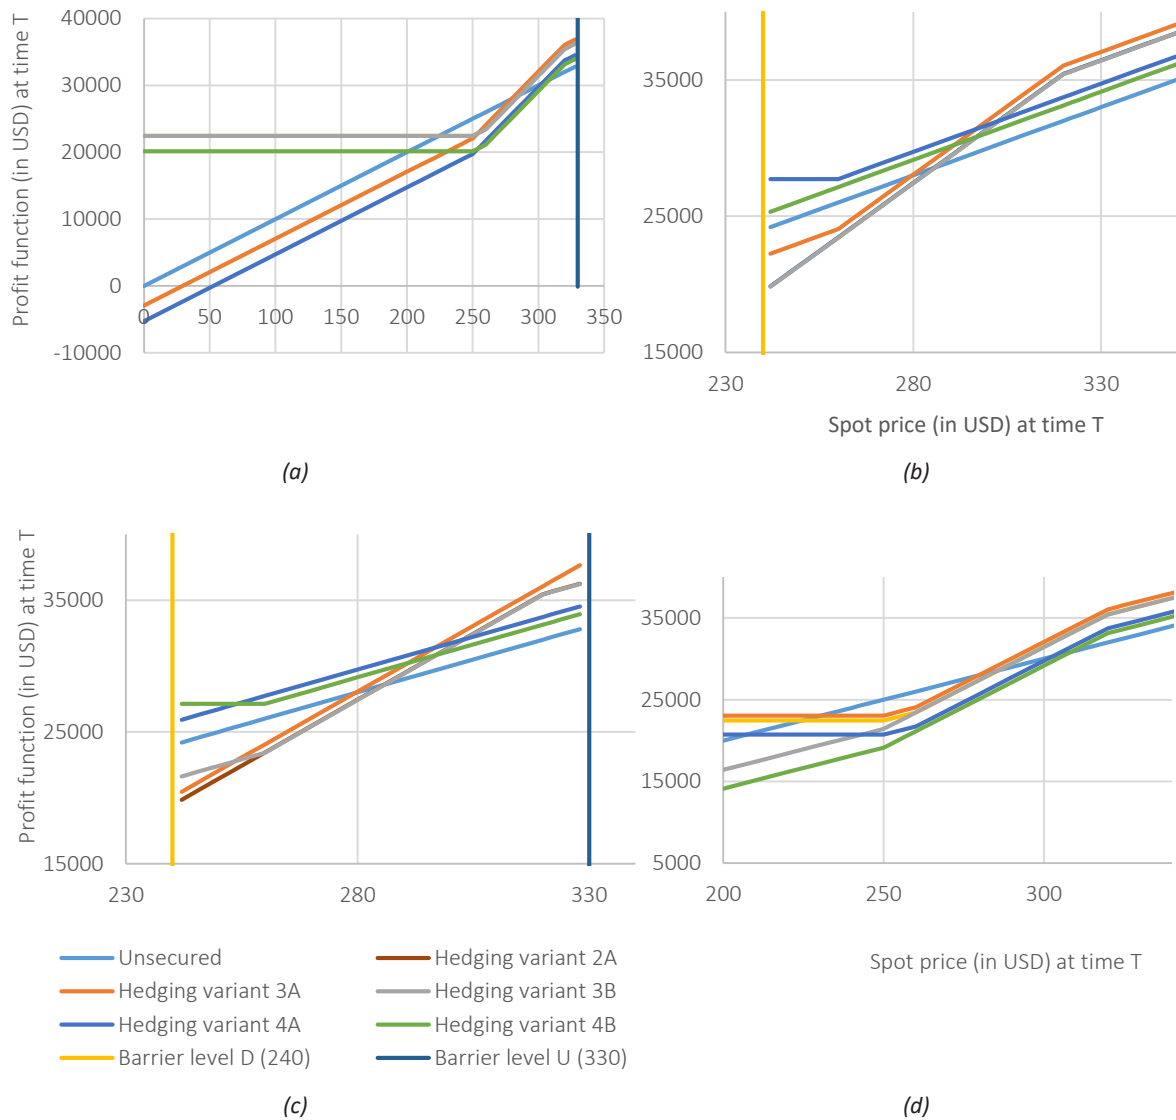 Profit function (in USD) at time T
40000
30000
20000
10000
0
-10000
0 50 100 150 200 250 300 350
(a)
35000
25000
15000
230 280 330
Spot price (in USD) at time T
(b)
Profit function (in USD) at time T
35000
25000
15000
230 280 330
35000
25000
15000
5000
200 250 300
Spot price (in USD) at time T
Unsecured
Hedging variant 2A
Hedging variant 3A
Hedging variant 3B
Hedging variant 4A
Hedging variant 4B
Barrier level D (240)
Barrier level U (330)
(c)
(d)